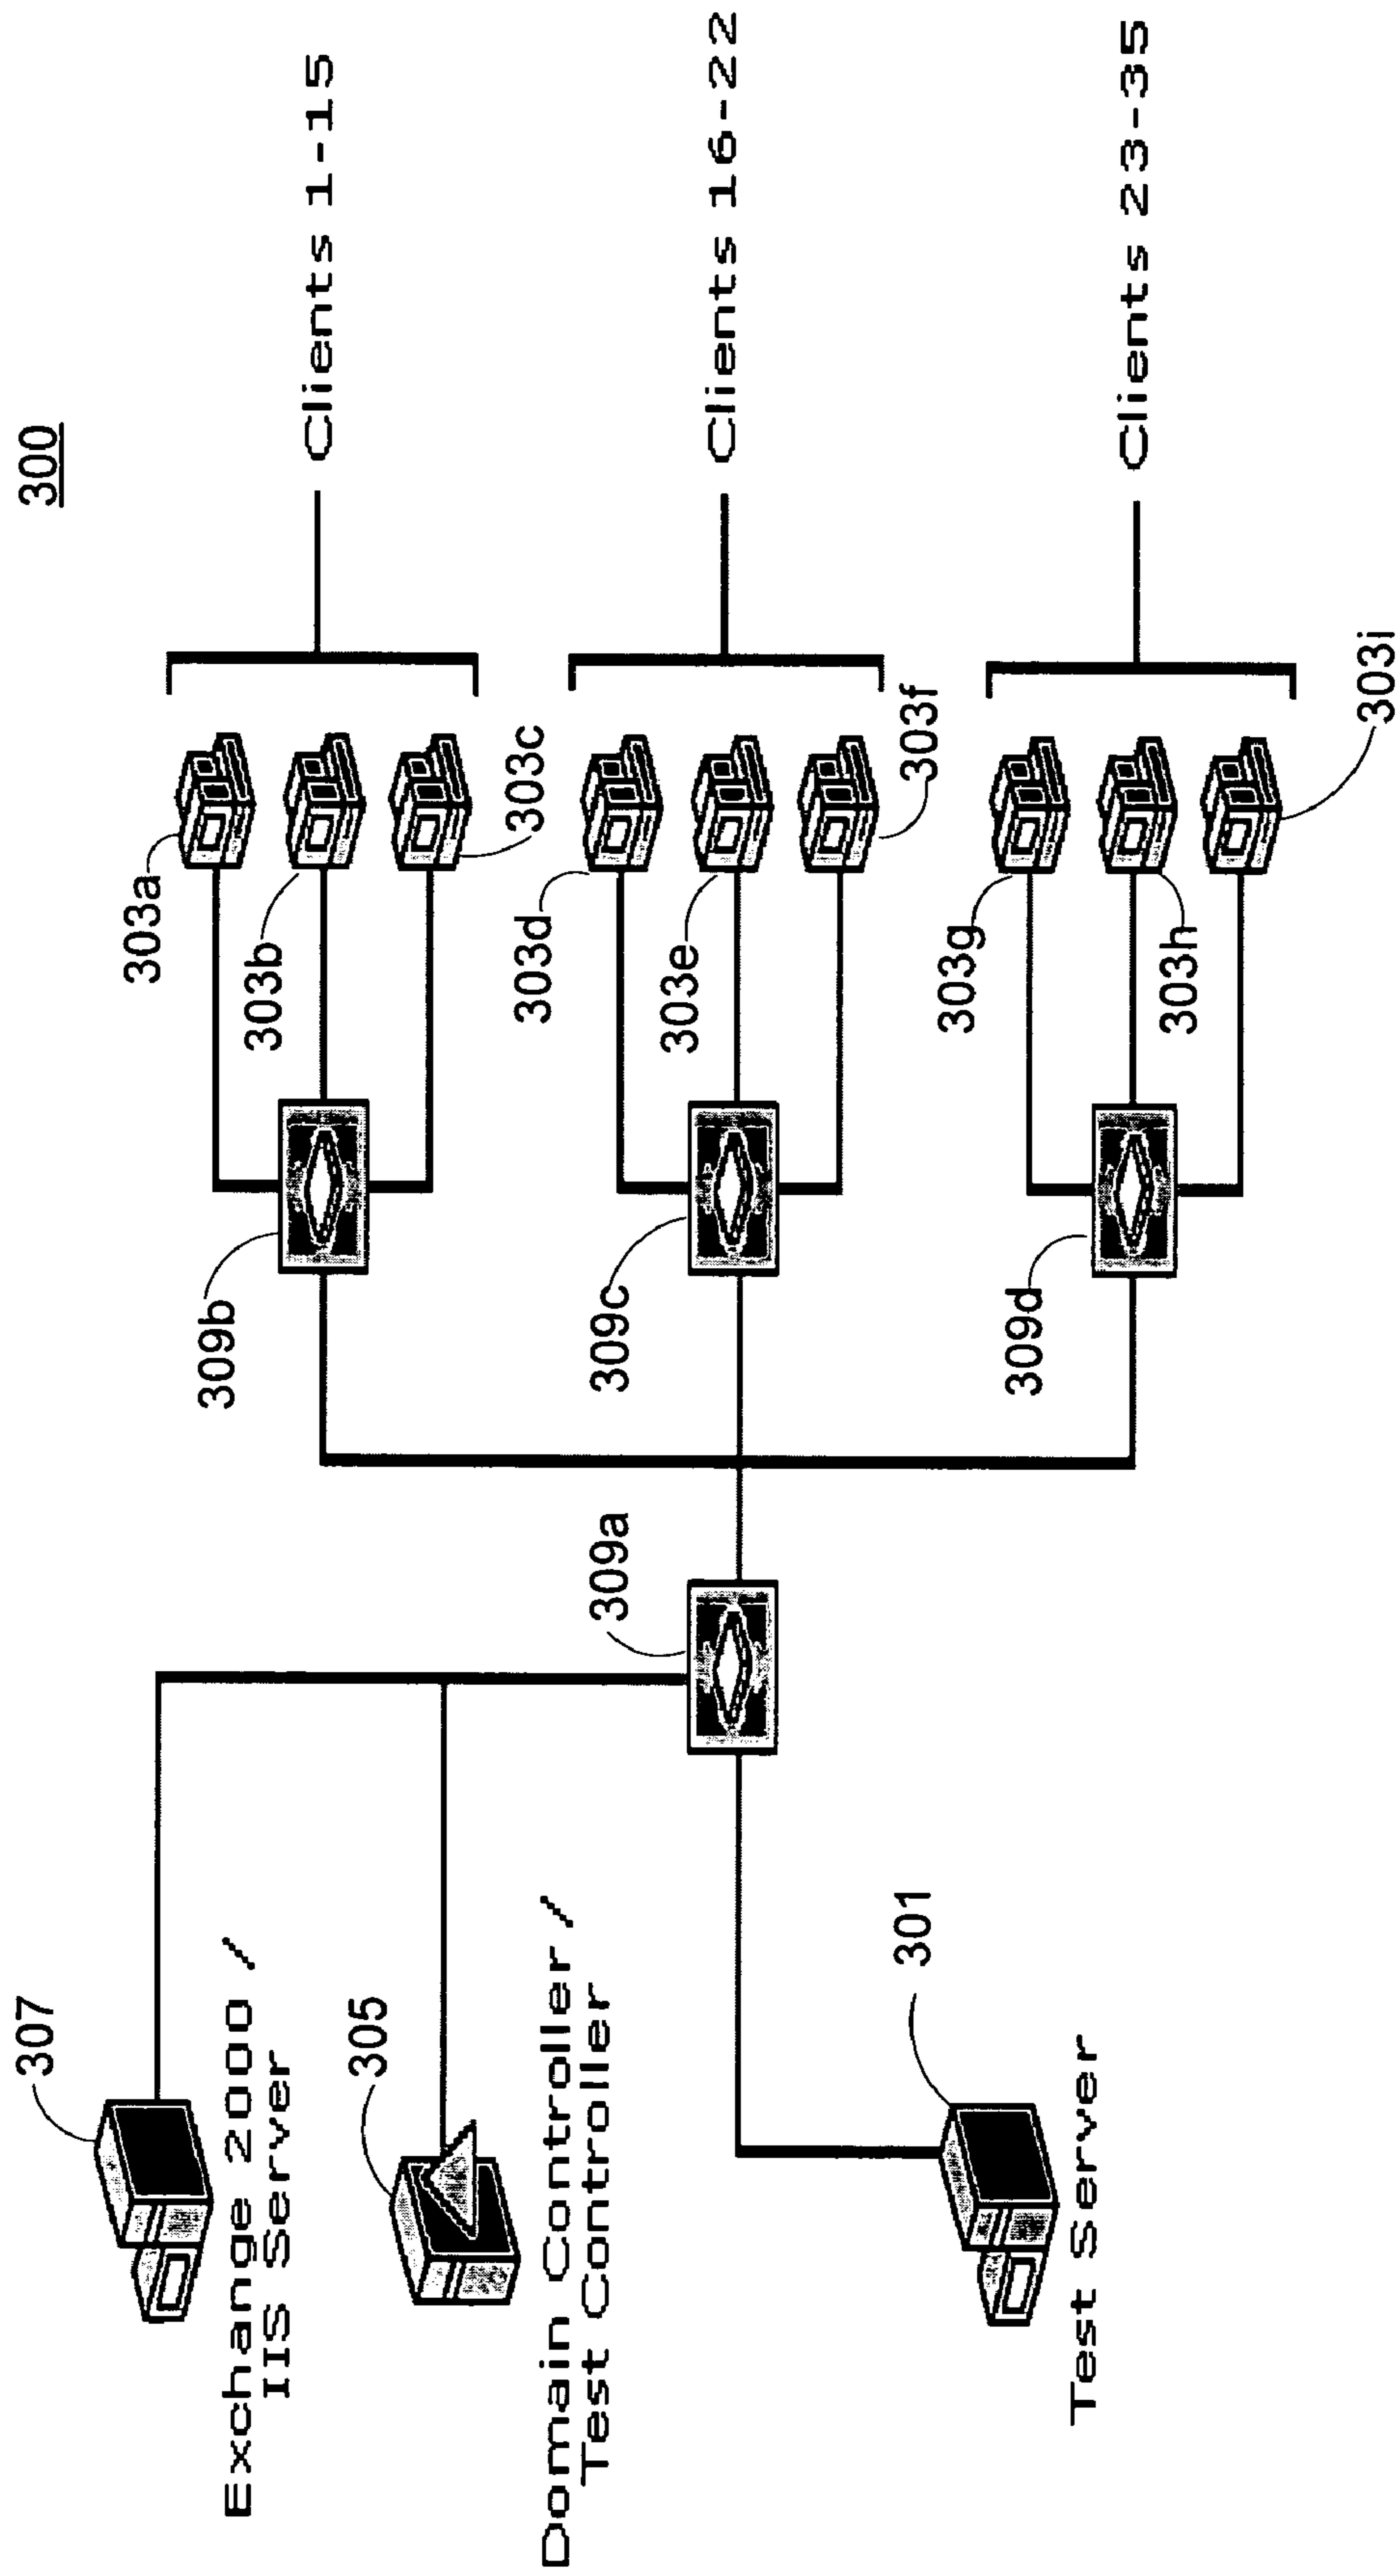 300
307
Exchange 2000 /
IIS Server
305
Domain Controller /
Test Controller
301
Test Server
309a
309b
309c
309d
303a
303b
303c
303d
303e
303f
303g
303h
303i
Clients 1-15
Clients 16-22
Clients 23-35